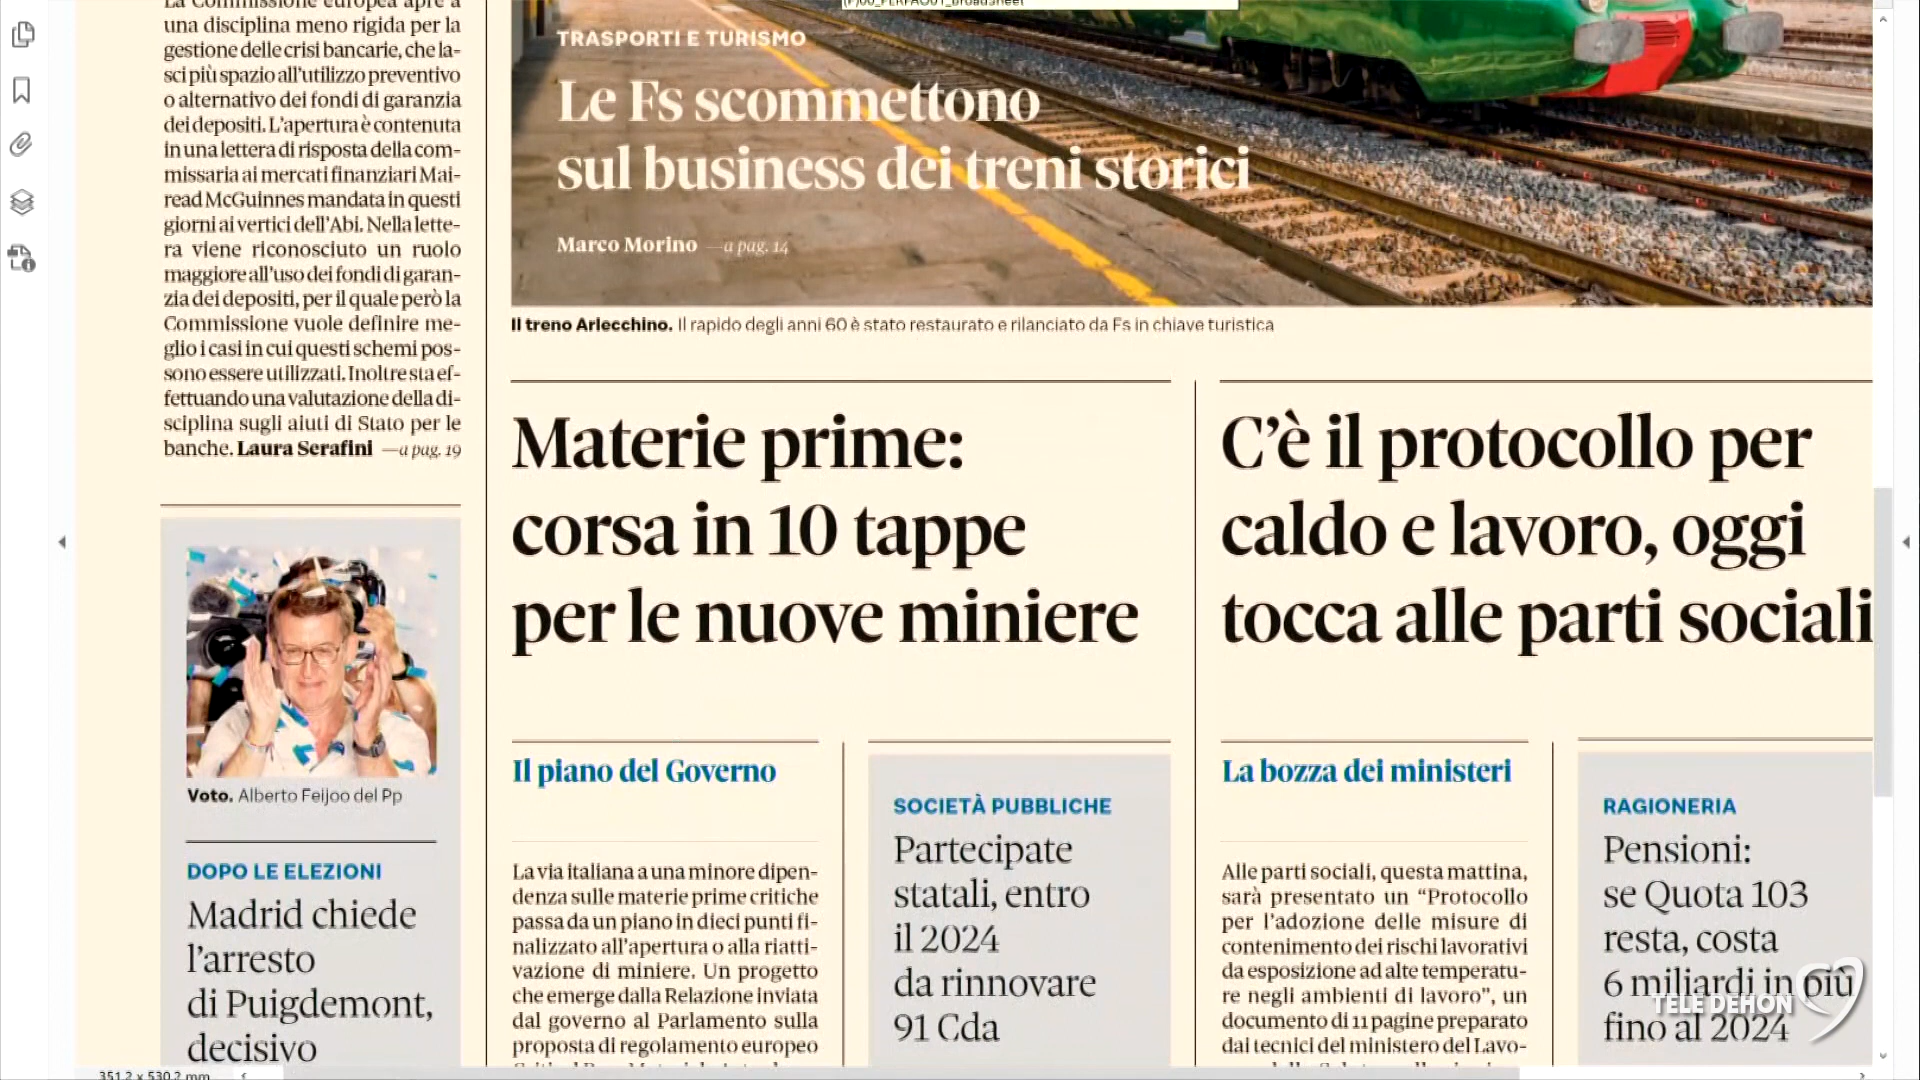 La Commissione europea apre a
una disciplina meno rigida per la
gestione delle crisi bancarie, che la-
sci più spazio all'utilizzo preventivo
o alternativo dei fondi di garanzia
dei depositi. L'apertura è contenuta
in una lettera di risposta della com-
missaria ai mercati finanziari Mai-
read McGuinnes mandata in questi
giorni ai vertici dell'Abi. Nella lette-
ra viene riconosciuto un ruolo
maggiore all'uso dei fondi di garan-
zia dei depositi, per il quale però la
Commissione vuole definire me-
glio i casi in cui questi schemi pos-
sono essere utilizzati. Inoltre sta ef-
fettuando una valutazione della di-
sciplina sugli aiuti di Stato per le
banche. Laura Serafini —a pag. 19
Voto. Alberto Feijoo del Pp
DOPO LE ELEZIONI
Madrid chiede
l'arresto
di Puigdemont,
decisivo
TRASPORTI E TURISMO
Le Fs scommettono
sul business dei treni storici
Marco Morino —a pag. 14
Il treno Arlecchino. Il rapido degli anni 60 è stato restaurato e rilanciato da Fs in chiave turistica
Materie prime:
corsa in 10 tappe
per le nuove miniere
Il piano del Governo
La via italiana a una minore dipen-
denza sulle materie prime critiche
passa da un piano in dieci punti fi-
nalizzato all'apertura o alla riatti-
vazione di miniere. Un progetto
che emerge dalla Relazione inviata
dal governo al Parlamento sulla
proposta di regolamento europeo
SOCIETÀ PUBBLICHE
Partecipate
statali, entro
il 2024
da rinnovare
91 Cda
C'è il protocollo per
caldo e lavoro, oggi
tocca alle parti sociali
La bozza dei ministeri
Alle parti sociali, questa mattina,
sarà presentato un “Protocollo
per l'adozione delle misure di
contenimento dei rischi lavorativi
da esposizione ad alte temperatu-
re negli ambienti di lavoro”, un
documento di 11 pagine preparato
dai tecnici del ministero del Lavo-
RAGIONERIA
Pensioni:
se Quota 103
resta, costa
6 miliardi in più
fino al 2024
TELE DEHON
351,2 x 530,2 mm